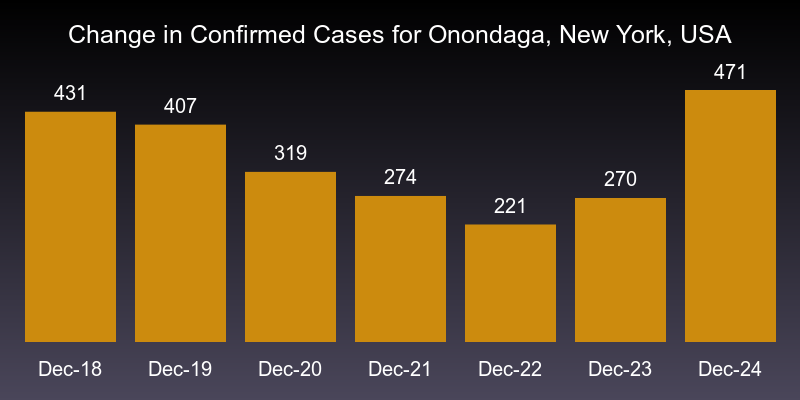 Change in Confirmed Cases for Onondaga, New York, USA
431
407
319
274
221
270
471
Dec-18
Dec-19
Dec-20
Dec-21
Dec-22
Dec-23
Dec-24